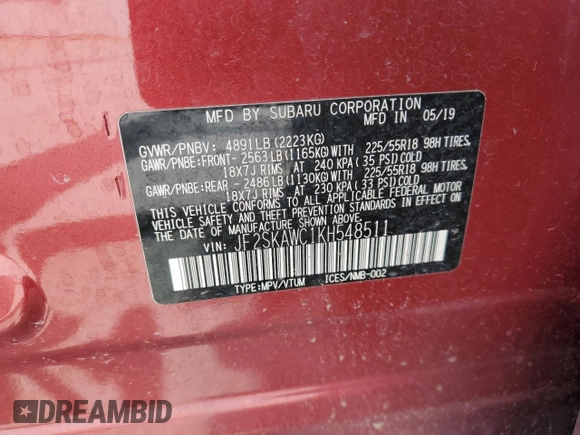 MFD BY SUBARU CORPORATION
MFD IN 05/19
GVWR/PNBV: 4891LB(2223KG)
GAWR/PNBE:FRONT- 2563LB(1165KG)WITH 225/55R18 98H TIRES,
18X7J RIMS AT 240 KPA( 35 PSI)COLD
GAWR/PNBE:REAR - 2486LB(1130KG)WITH 225/55R18 98H TIRES,
18X7J RIMS AT 230 KPA( 33 PSI)COLD
THIS VEHICLE CONFORMS TO ALL APPLICABLE FEDERAL MOTOR
VEHICLE SAFETY AND THEFT PREVENTION STANDARDS IN EFFECT ON
THE DATE OF MANUFACTURE SHOWN ABOVE.
VIN: JF2SKAWC1KH548511
TYPE:MPV/VTUM ICES/NMB-002
DREAMBID